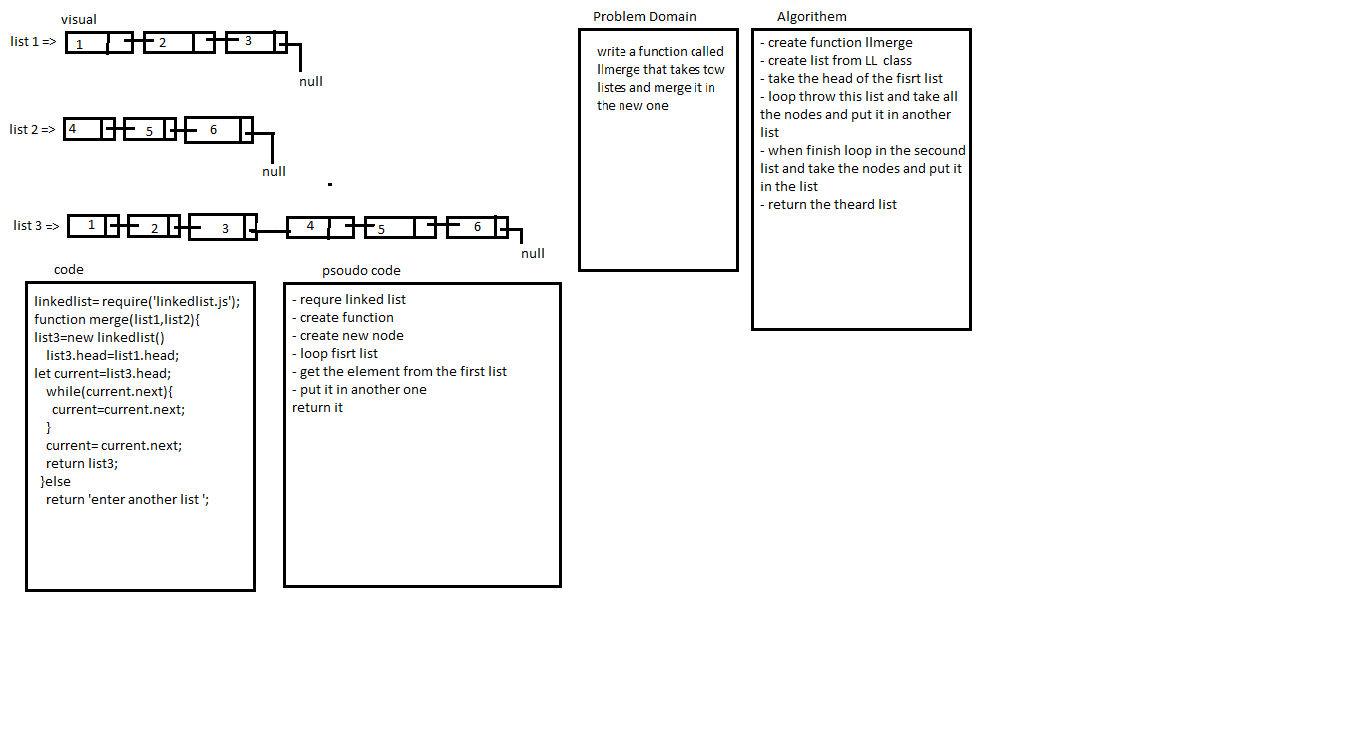 visual
list 1 =>
1
2
3
null
list 2 =>
4
5
6
null
list 3 =>
1
2
3
4
5
6
null
code
linkedlist= require('linkedlist.js');
function merge(list1,list2){
list3=new linkedlist()
list3.head=list1.head;
let current=list3.head;
while(current.next){
current=current.next;
}
current= current.next;
return list3;
}else
return 'enter another list ';
psoudo code
- requre linked list
- create function
- create new node
- loop fisrt list
- get the element from the first list
- put it in another one
return it
Problem Domain
write a function called
llmerge that takes tow
listes and merge it in
the new one
Algorithem
- create function llmerge
- create list from LL class
- take the head of the fisrt list
- loop throw this list and take all
the nodes and put it in another
list
- when finish loop in the secound
list and take the nodes and put it
in the list
- return the theard list